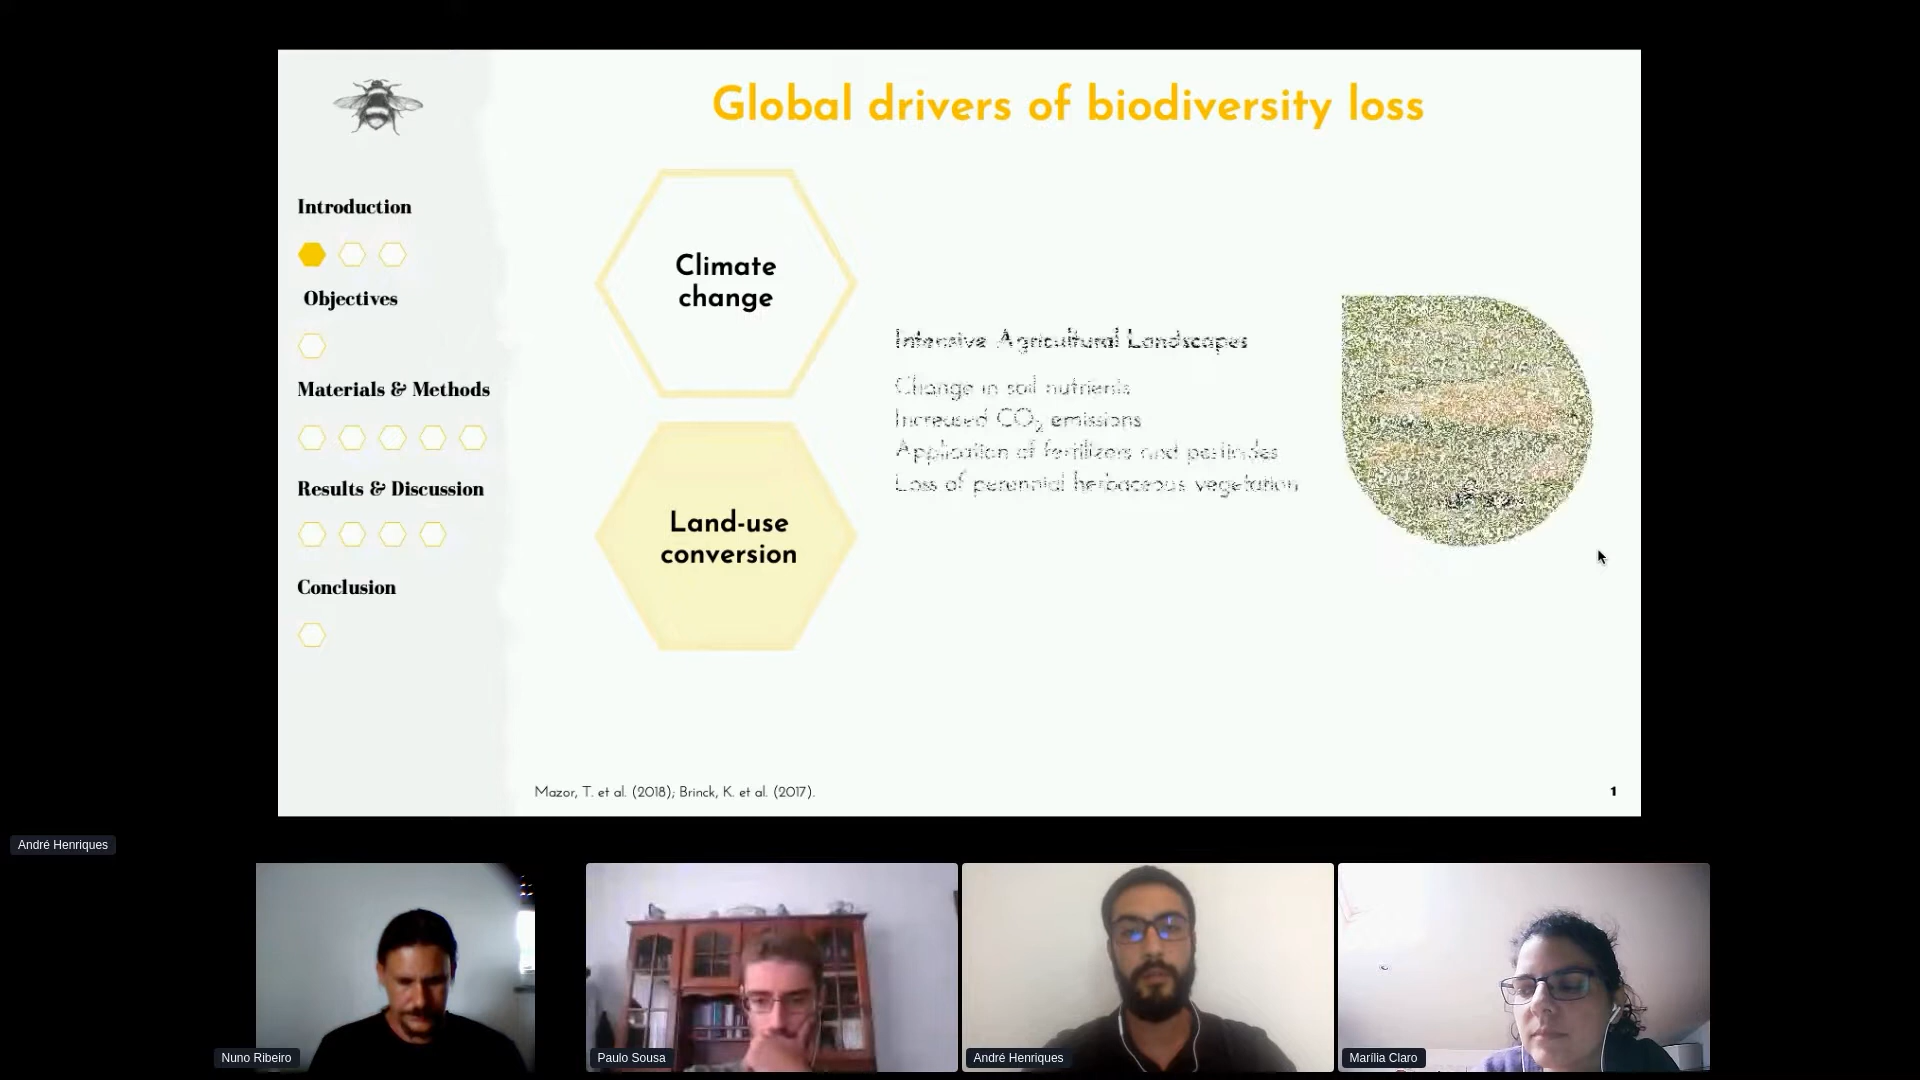 Global drivers of biodiversity loss
Introduction
Objectives
Materials & Methods
Results & Discussion
Conclusion
Climate
change
Land-use
conversion
Intensive Agricultural Landscapes
Change in soil nutrients
Increased CO₂ emissions
Application of fertilizers and pesticides
Loss of perennial herbaceous vegetation
Mazor, T. et al. (2018); Brinck, K. et al. (2017).
1
André Henriques
Nuno Ribeiro
Paulo Sousa
André Henriques
Marília Claro